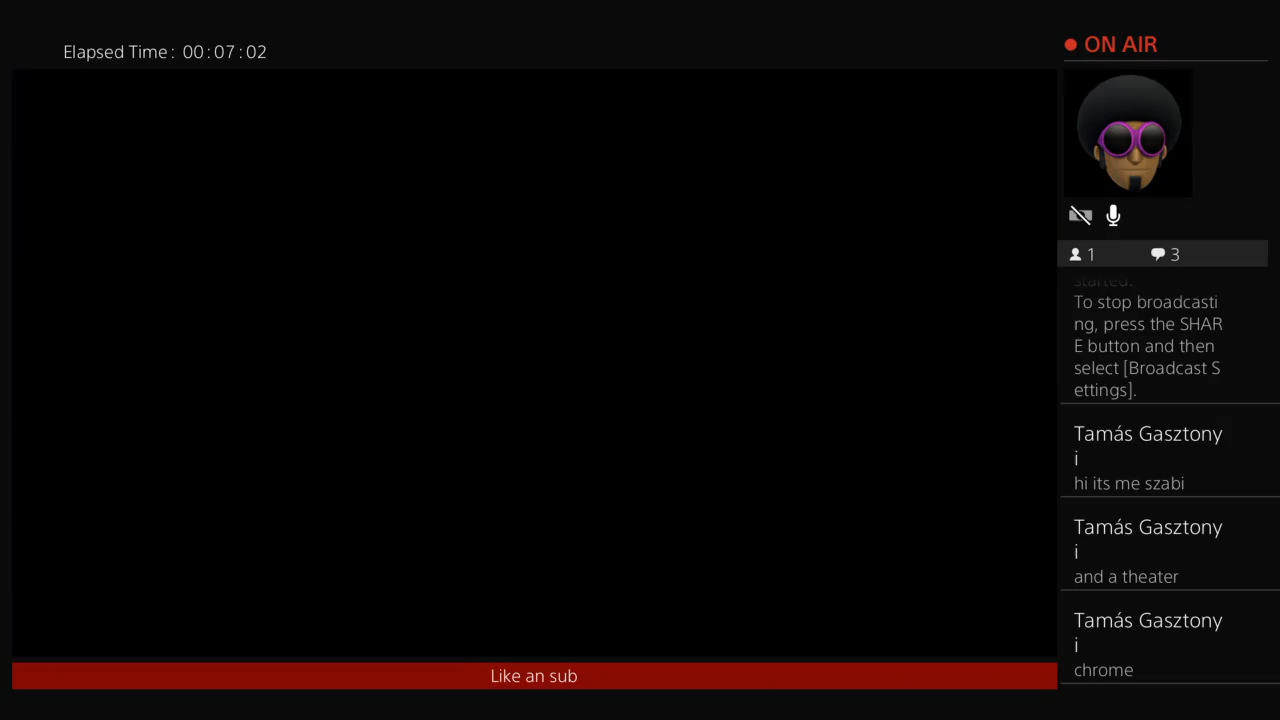 Elapsed Time: 00:07:02
ON AIR
1
3
started.
To stop broadcasti
ng, press the SHAR
E button and then
select [Broadcast S
ettings].
Tamás Gasztony
i
hi its me szabi
Tamás Gasztony
i
and a theater
Tamás Gasztony
i
chrome
Like an sub